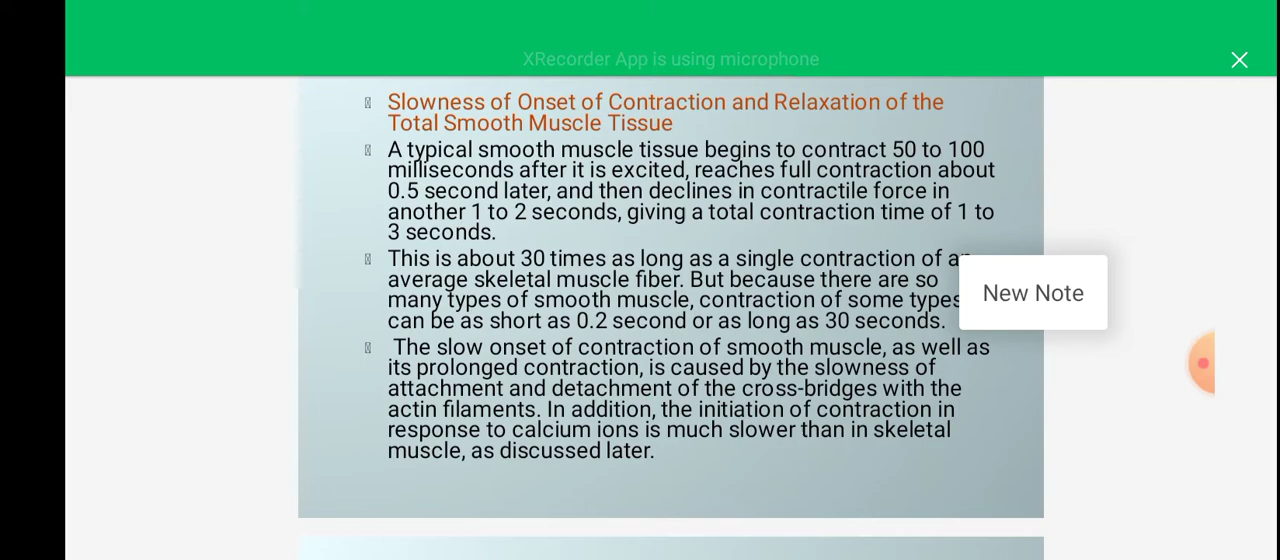 XRecorder App is using microphone
Slowness of Onset of Contraction and Relaxation of the
Total Smooth Muscle Tissue
A typical smooth muscle tissue begins to contract 50 to 100
milliseconds after it is excited, reaches full contraction about
0.5 second later, and then declines in contractile force in
another 1 to 2 seconds, giving a total contraction time of 1 to
3 seconds.
This is about 30 times as long as a single contraction of an
average skeletal muscle fiber. But because there are so
many types of smooth muscle, contraction of some types
can be as short as 0.2 second or as long as 30 seconds.
New Note
The slow onset of contraction of smooth muscle, as well as
its prolonged contraction, is caused by the slowness of
attachment and detachment of the cross-bridges with the
actin filaments. In addition, the initiation of contraction in
response to calcium ions is much slower than in skeletal
muscle, as discussed later.